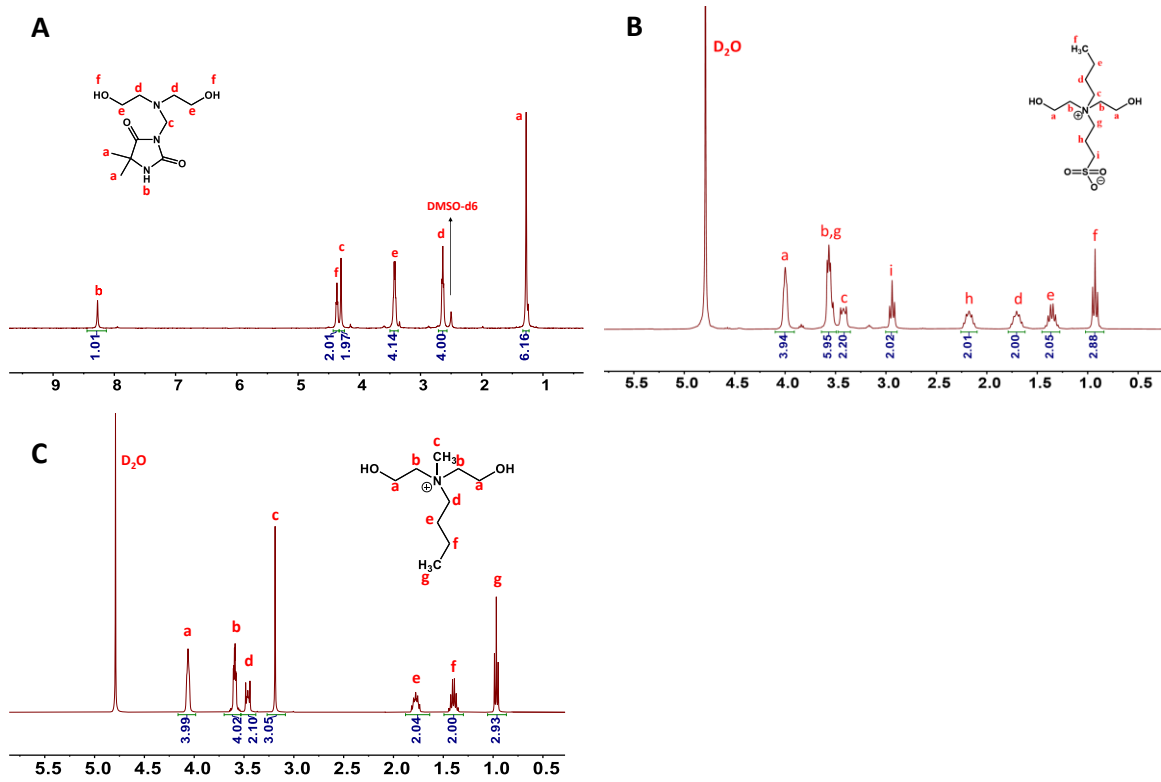 A
f
d
d
f
HO
N
OH
e
e
c
O
N
a
N
O
H
a
b
b
f
c
e
d
DMSO-d6
a
1.01
2.01
1.97
4.14
4.00
6.16
9
8
7
6
5
4
3
2
1
B
D2O
f
H3C
e
d
c
HO
OH
a
b
N
⊕
b
a
g
h
i
O
S
O
O
⊖
a
b,g
c
i
h
d
e
f
3.94
5.95
2.20
2.02
2.01
2.00
2.05
2.88
5.5
5.0
4.5
4.0
3.5
3.0
2.5
2.0
1.5
1.0
0.5
C
D2O
c
CH3
HO
b
b
OH
a
N
⊕
a
d
e
f
H3C
g
a
b
d
c
e
f
g
3.99
4.02
2.10
3.05
2.04
2.00
2.93
5.0
4.5
4.0
3.5
3.0
2.5
2.0
1.5
1.0
0.5